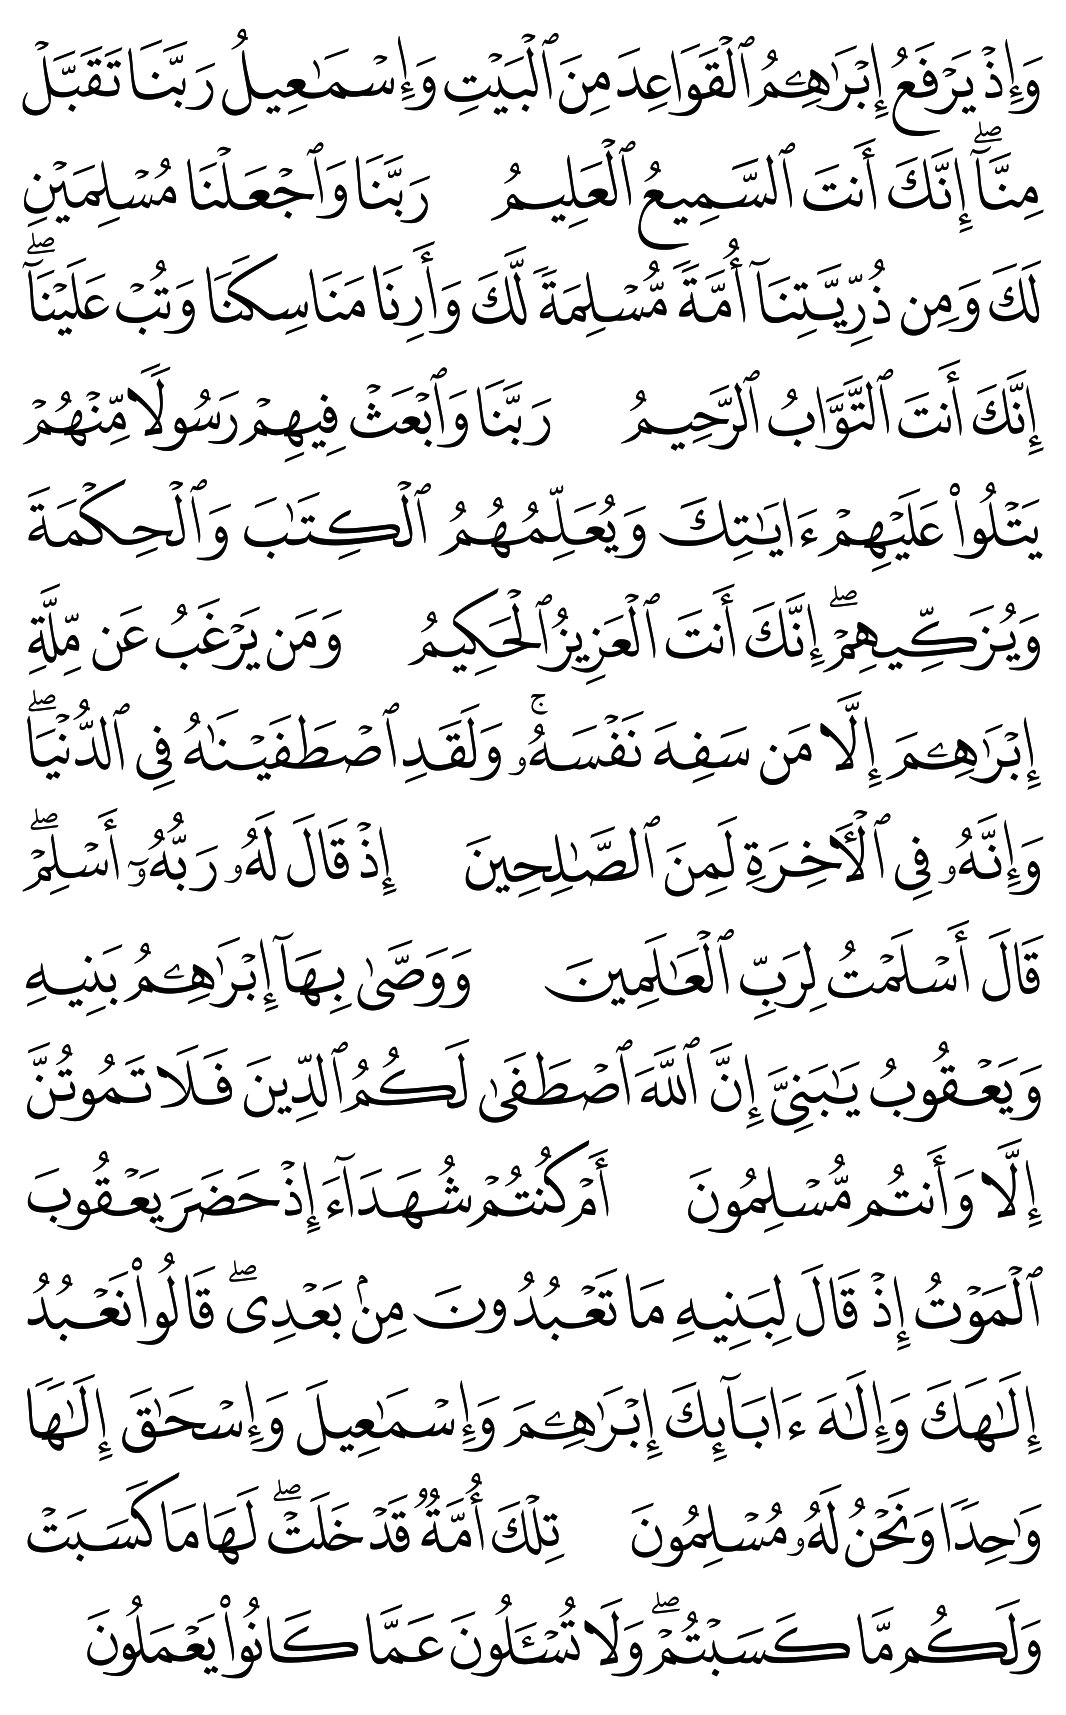 وَإِذْ يَرْفَعُ إِبْرَٰهِـۧمُ ٱلْقَوَاعِدَ مِنَ ٱلْبَيْتِ وَإِسْمَـٰعِيلُ رَبَّنَا تَقَبَّلْ
مِنَّآ ۖ إِنَّكَ أَنتَ ٱلسَّمِيعُ ٱلْعَلِيمُ رَبَّنَا وَٱجْعَلْنَا مُسْلِمَيْنِ
لَكَ وَمِن ذُرِّيَّتِنَآ أُمَّةً مُّسْلِمَةً لَّكَ وَأَرِنَا مَنَاسِكَنَا وَتُبْ عَلَيْنَآ ۖ
إِنَّكَ أَنتَ ٱلتَّوَّابُ ٱلرَّحِيمُ رَبَّنَا وَٱبْعَثْ فِيهِمْ رَسُولًا مِّنْهُمْ
يَتْلُوا۟ عَلَيْهِمْ ءَايَـٰتِكَ وَيُعَلِّمُهُمُ ٱلْكِتَـٰبَ وَٱلْحِكْمَةَ
وَيُزَكِّيهِمْ ۖ إِنَّكَ أَنتَ ٱلْعَزِيزُ ٱلْحَكِيمُ وَمَن يَرْغَبُ عَن مِّلَّةِ
إِبْرَٰهِـۧمَ إِلَّا مَن سَفِهَ نَفْسَهُۥ ۚ وَلَقَدِ ٱصْطَفَيْنَـٰهُ فِى ٱلدُّنْيَا ۖ
وَإِنَّهُۥ فِى ٱلْـَٔاخِرَةِ لَمِنَ ٱلصَّـٰلِحِينَ إِذْ قَالَ لَهُۥ رَبُّهُۥٓ أَسْلِمْ ۖ
قَالَ أَسْلَمْتُ لِرَبِّ ٱلْعَـٰلَمِينَ وَوَصَّىٰ بِهَآ إِبْرَٰهِـۧمُ بَنِيهِ
وَيَعْقُوبُ يَـٰبَنِىَّ إِنَّ ٱللَّهَ ٱصْطَفَىٰ لَكُمُ ٱلدِّينَ فَلَا تَمُوتُنَّ
إِلَّا وَأَنتُم مُّسْلِمُونَ أَمْ كُنتُمْ شُهَدَآءَ إِذْ حَضَرَ يَعْقُوبَ
ٱلْمَوْتُ إِذْ قَالَ لِبَنِيهِ مَا تَعْبُدُونَ مِنۢ بَعْدِى ۖ قَالُوا۟ نَعْبُدُ
إِلَـٰهَكَ وَإِلَـٰهَ ءَابَآئِكَ إِبْرَٰهِـۧمَ وَإِسْمَـٰعِيلَ وَإِسْحَـٰقَ إِلَـٰهًا
وَٰحِدًا وَنَحْنُ لَهُۥ مُسْلِمُونَ تِلْكَ أُمَّةٌ قَدْ خَلَتْ ۖ لَهَا مَا كَسَبَتْ
وَلَكُم مَّا كَسَبْتُمْ ۖ وَلَا تُسْـَٔلُونَ عَمَّا كَانُوا۟ يَعْمَلُونَ